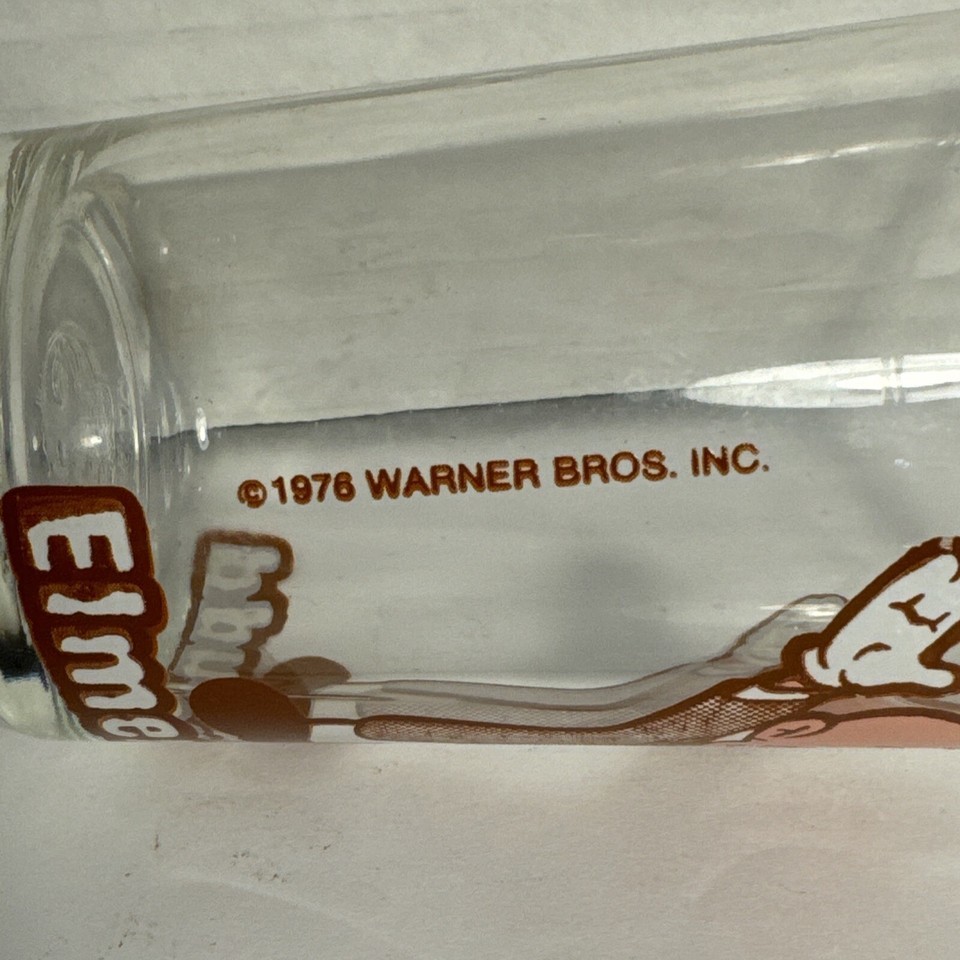 ©1976 WARNER BROS. INC.
Elme